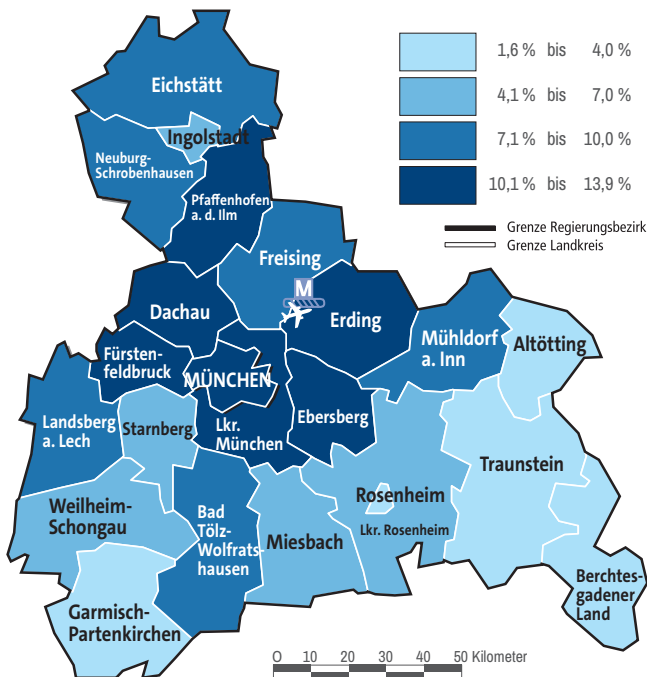 1,6 % bis 4,0 %
4,1 % bis 7,0 %
7,1 % bis 10,0 %
10,1 % bis 13,9 %
Grenze Regierungsbezirk
Grenze Landkreis
Eichstätt
Ingolstadt
Neuburg-
Schrobenhausen
Pfaffenhofen
a. d. Ilm
Freising
M
Dachau
Erding
Mühldorf
a. Inn
Altötting
Fürsten-
feldbruck
MÜNCHEN
Landsberg
a. Lech
Starnberg
Lkr.
München
Ebersberg
Traunstein
Weilheim-
Schongau
Bad
Tölz-
Wolfrats-
hausen
Miesbach
Rosenheim
Lkr. Rosenheim
Berchtes-
gadener
Land
Garmisch-
Partenkirchen
0 10 20 30 40 50 Kilometer